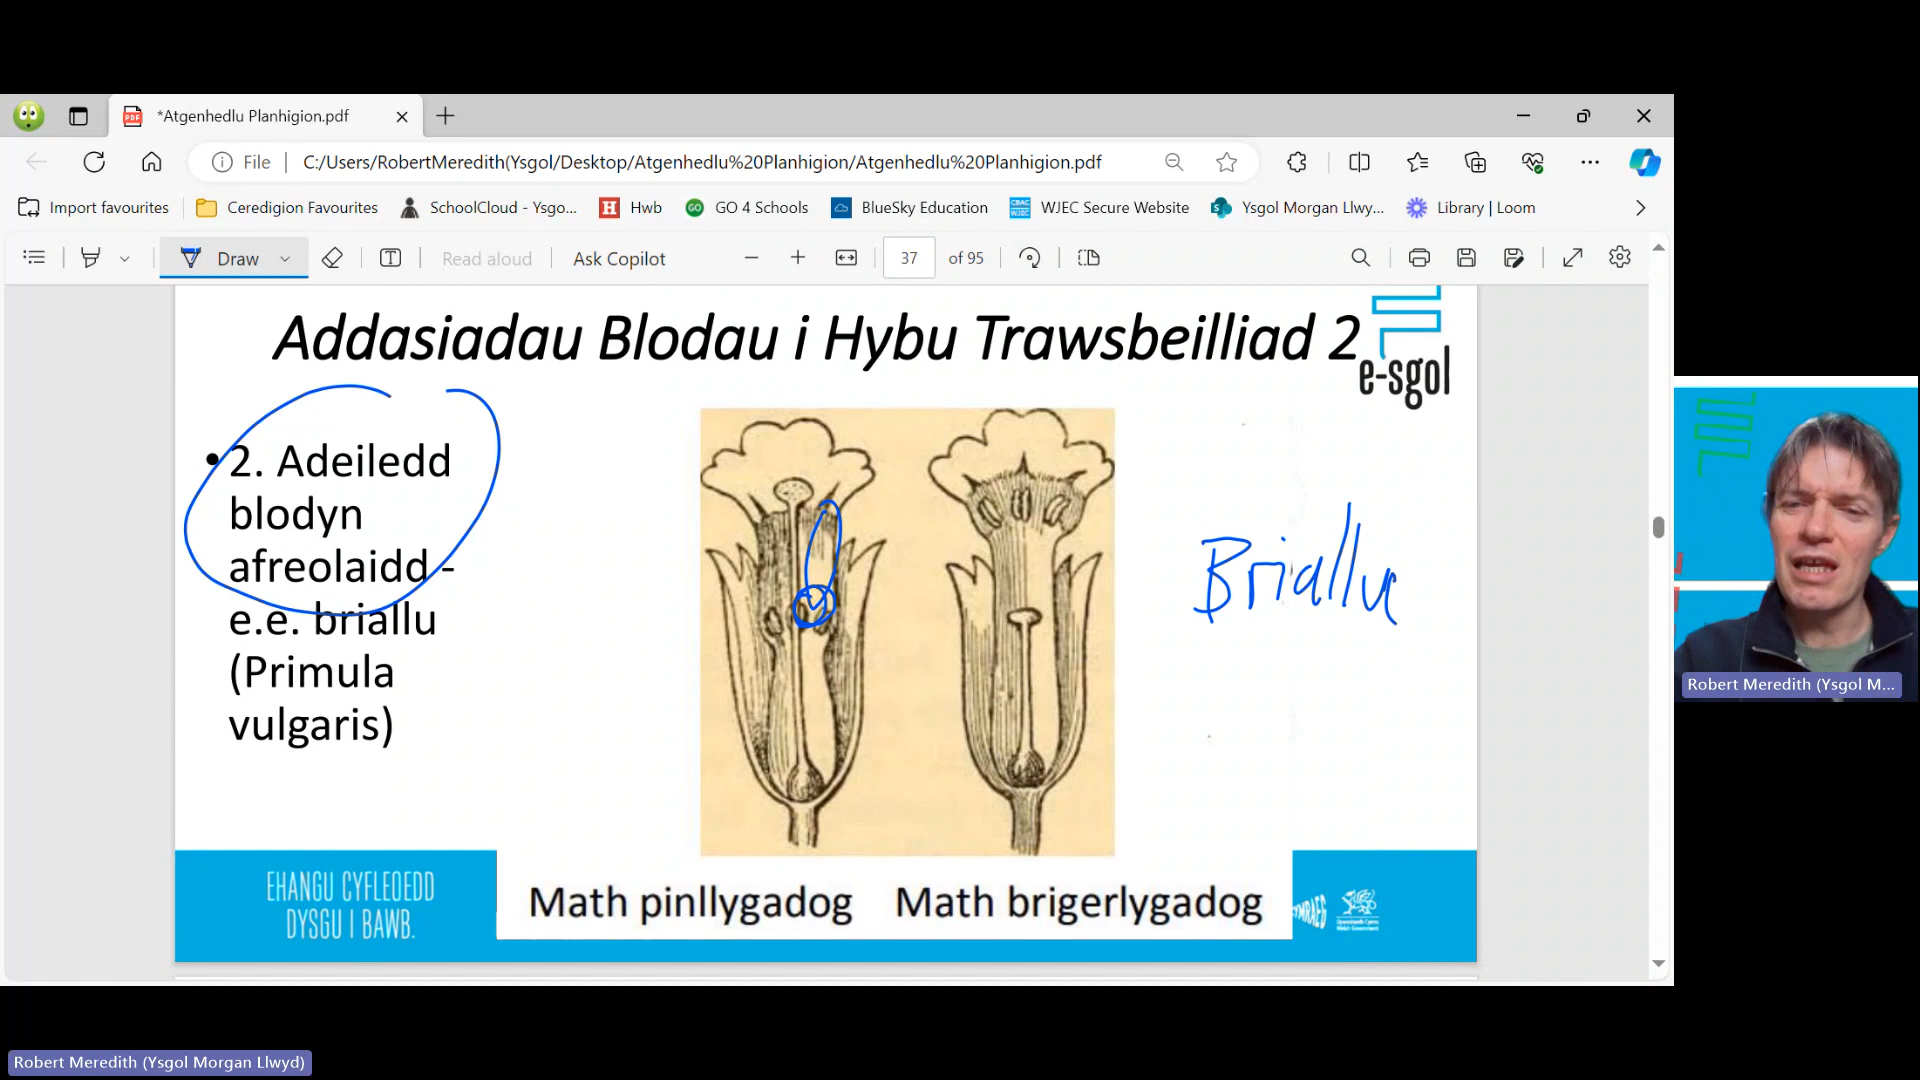 *Atgenhedlu Planhigion.pdf
File
C:/Users/RobertMeredith(Ysgol/Desktop/Atgenhedlu%20Planhigion/Atgenhedlu%20Planhigion.pdf
Import favourites
Ceredigion Favourites
SchoolCloud - Ysgo...
Hwb
GO 4 Schools
BlueSky Education
WJEC Secure Website
Ysgol Morgan Llwy...
Library | Loom
Draw
Read aloud
Ask Copilot
37 of 95
Addasiadau Blodau i Hybu Trawsbeilliad 2
e-sgol
• 2. Adeiledd
blodyn
afreolaidd -
e.e. briallu
(Primula
vulgaris)
Briallu
Math pinllygadog
Math brigerlygadog
EHANGU CYFLEOEDD
DYSGU I BAWB.
Robert Meredith (Ysgol M...
Robert Meredith (Ysgol Morgan Llwyd)